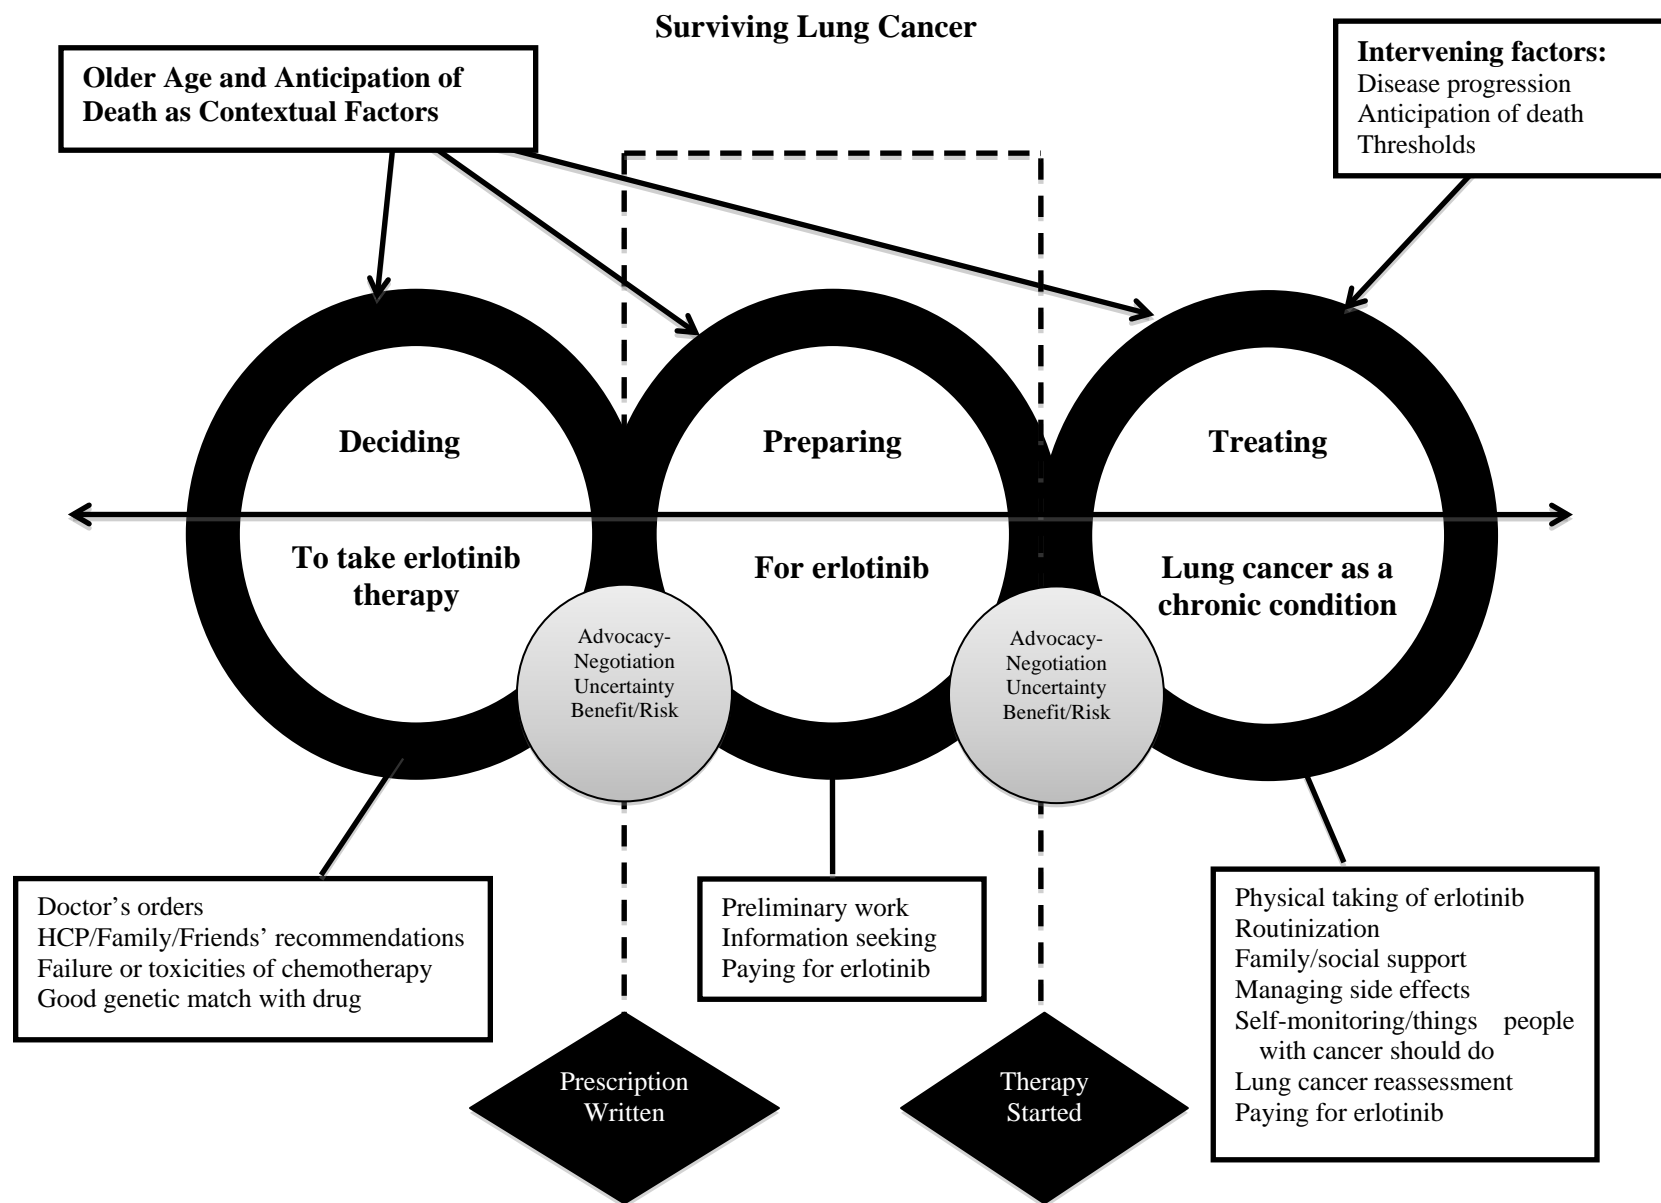 Surviving Lung Cancer
Older Age and Anticipation of
Death as Contextual Factors
Intervening factors:
Disease progression
Anticipation of death
Thresholds
Deciding
To take erlotinib
therapy
Preparing
For erlotinib
Treating
Lung cancer as a
chronic condition
Advocacy-
Negotiation
Uncertainty
Benefit/Risk
Advocacy-
Negotiation
Uncertainty
Benefit/Risk
Doctor’s orders
HCP/Family/Friends’ recommendations
Failure or toxicities of chemotherapy
Good genetic match with drug
Preliminary work
Information seeking
Paying for erlotinib
Physical taking of erlotinib
Routinization
Family/social support
Managing side effects
Self-monitoring/things people
with cancer should do
Lung cancer reassessment
Paying for erlotinib
Prescription
Written
Therapy
Started